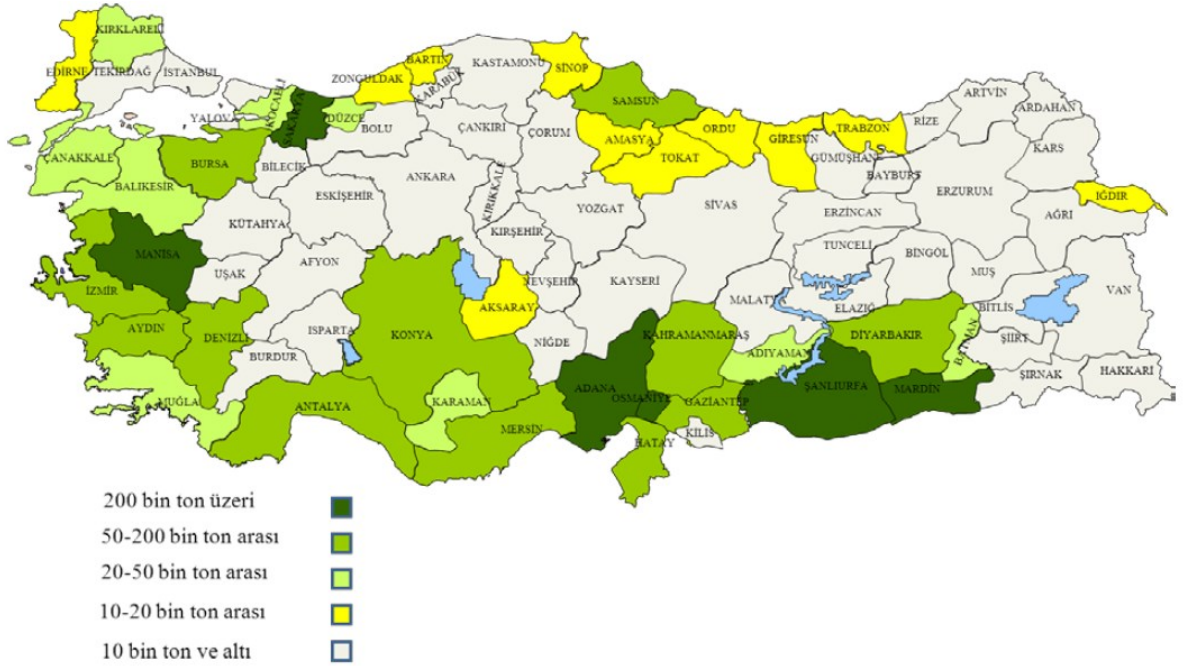 KIRKLARELİ
EDİRNE
TEKİRDAĞ
İSTANBUL
YALOVA
KOCAELİ
SAKARYA
DÜZCE
ZONGULDAK
BARTIN
KARABÜK
KASTAMONU
SİNOP
SAMSUN
ARTVİN
ARDAHAN
ÇANAKKALE
BALIKESİR
BURSA
BİLECİK
BOLU
ÇANKIRI
ÇORUM
AMASYA
TOKAT
ORDU
GİRESUN
TRABZON
GÜMÜŞHANE
BAYBURT
RİZE
KARS
ERZURUM
IĞDIR
AĞRI
ESKİŞEHİR
ANKARA
KIRIKKALE
YOZGAT
SİVAS
ERZİNCAN
KÜTAHYA
KIRŞEHİR
TUNCELİ
BİNGÖL
MUŞ
VAN
MANİSA
UŞAK
AFYON
NEVŞEHİR
KAYSERİ
MALATY
ELAZIĞ
BİTLİS
İZMİR
AKSARAY
AYDIN
DENİZLİ
ISPARTA
KONYA
NİĞDE
KAHRAMANMARAŞ
DİYARBAKIR
BATMAN
SİİRT
BURDUR
ADIYAMAN
ŞIRNAK
HAKKARİ
MUĞLA
ANTALYA
KARAMAN
ADANA
OSMANİYE
GAZİANTEP
ŞANLIURFA
MARDİN
MERSİN
HATAY
KİLİS
200 bin ton üzeri
50-200 bin ton arası
20-50 bin ton arası
10-20 bin ton arası
10 bin ton ve altı